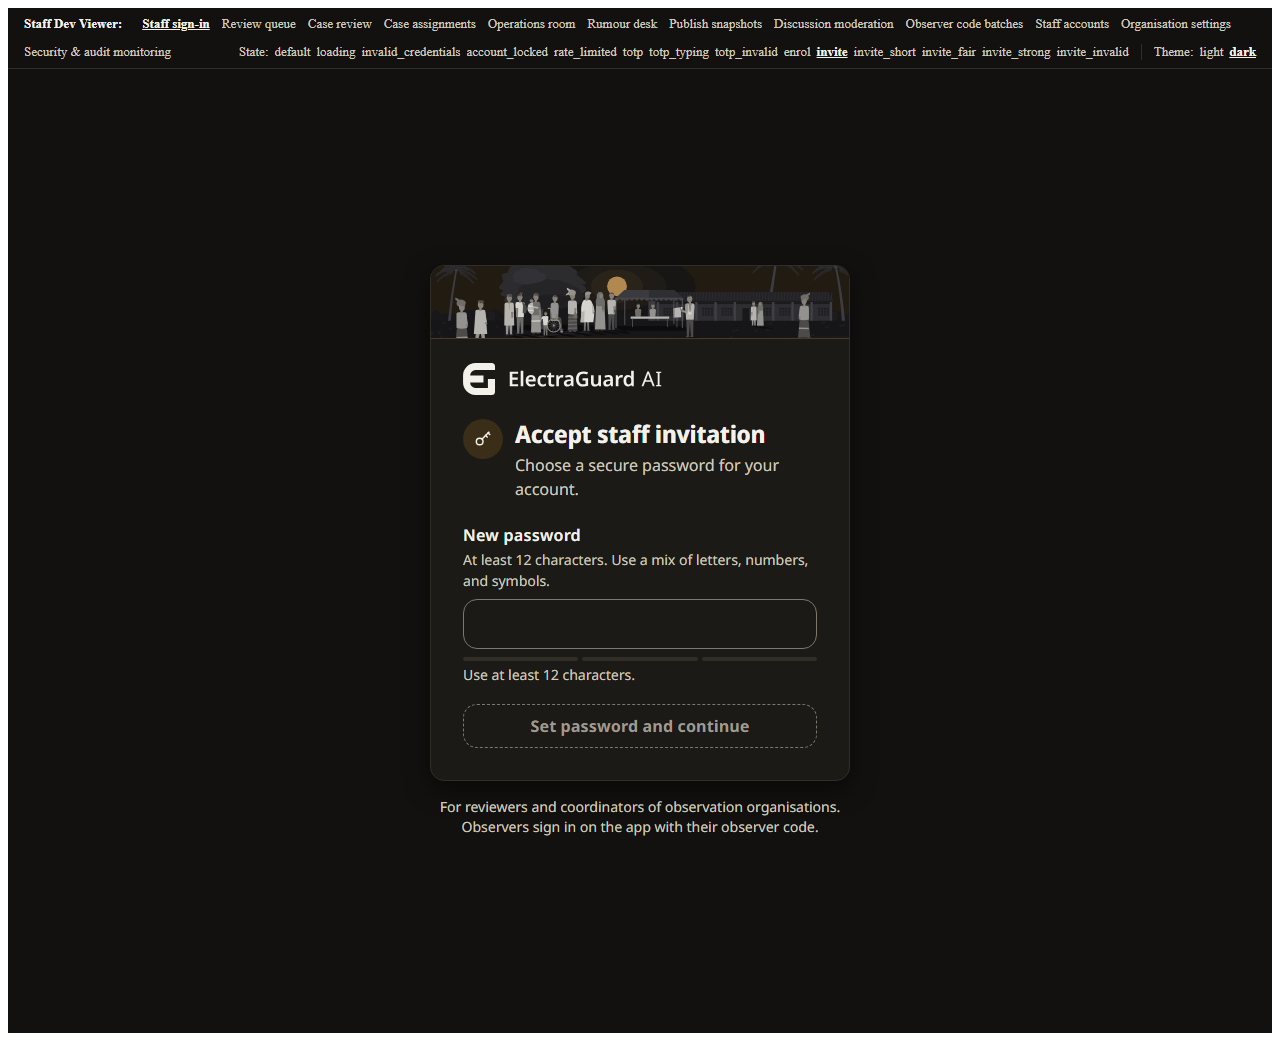 Staff Dev Viewer: Staff sign-in Review queue Case review Case assignments Operations room Rumour desk Publish snapshots Discussion moderation Observer code batches Staff accounts Organisation settings
Security & audit monitoring State: default loading invalid_credentials account_locked rate_limited totp totp_typing totp_invalid enrol invite invite_short invite_fair invite_strong invite_invalid Theme: light dark
ElectraGuard AI
Accept staff invitation
Choose a secure password for your
account.
New password
At least 12 characters. Use a mix of letters, numbers,
and symbols.
Use at least 12 characters.
Set password and continue
For reviewers and coordinators of observation organisations.
Observers sign in on the app with their observer code.